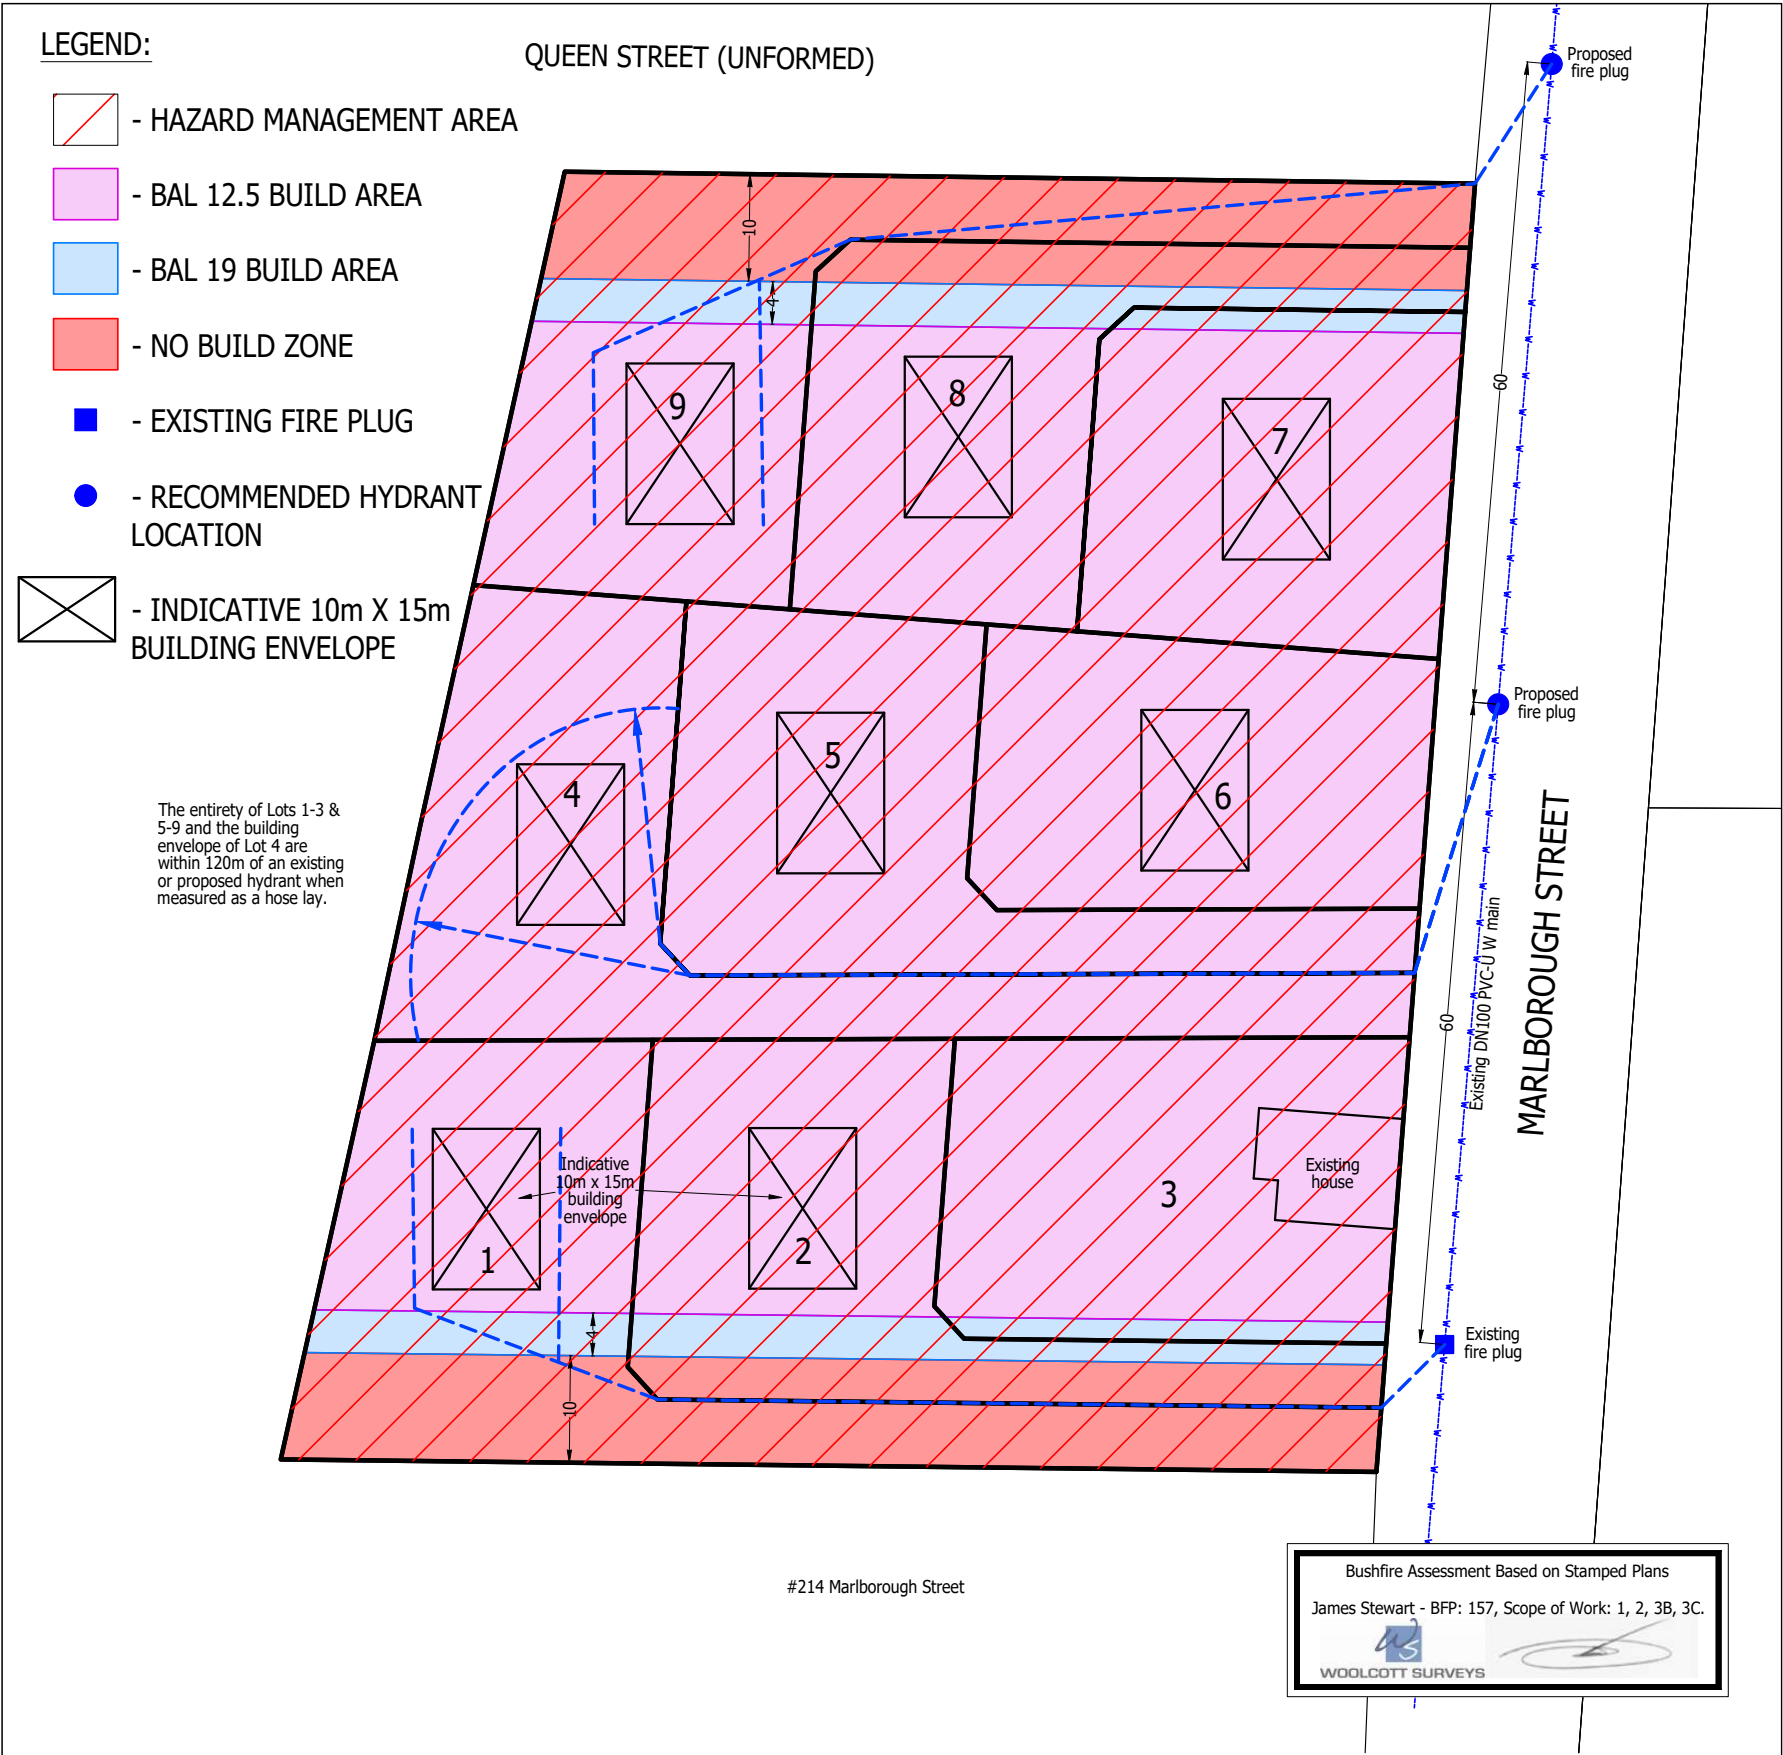 LEGEND:
QUEEN STREET (UNFORMED)
- HAZARD MANAGEMENT AREA
- BAL 12.5 BUILD AREA
- BAL 19 BUILD AREA
- NO BUILD ZONE
- EXISTING FIRE PLUG
- RECOMMENDED HYDRANT
LOCATION
- INDICATIVE 10m X 15m
BUILDING ENVELOPE
Proposed
fire plug
10
4
9
8
7
60
Proposed
fire plug
5
4
6
The entirety of Lots 1-3 &
5-9 and the building
envelope of Lot 4 are
within 120m of an existing
or proposed hydrant when
measured as a hose lay.
MARLBOROUGH STREET
Existing DN100 PVC-U W main
60
Indicative
10m x 15m
building
envelope
1
2
3
Existing
house
4
10
Existing
fire plug
#214 Marlborough Street
Bushfire Assessment Based on Stamped Plans
James Stewart - BFP: 157, Scope of Work: 1, 2, 3B, 3C.
WS
WOOLCOTT SURVEYS